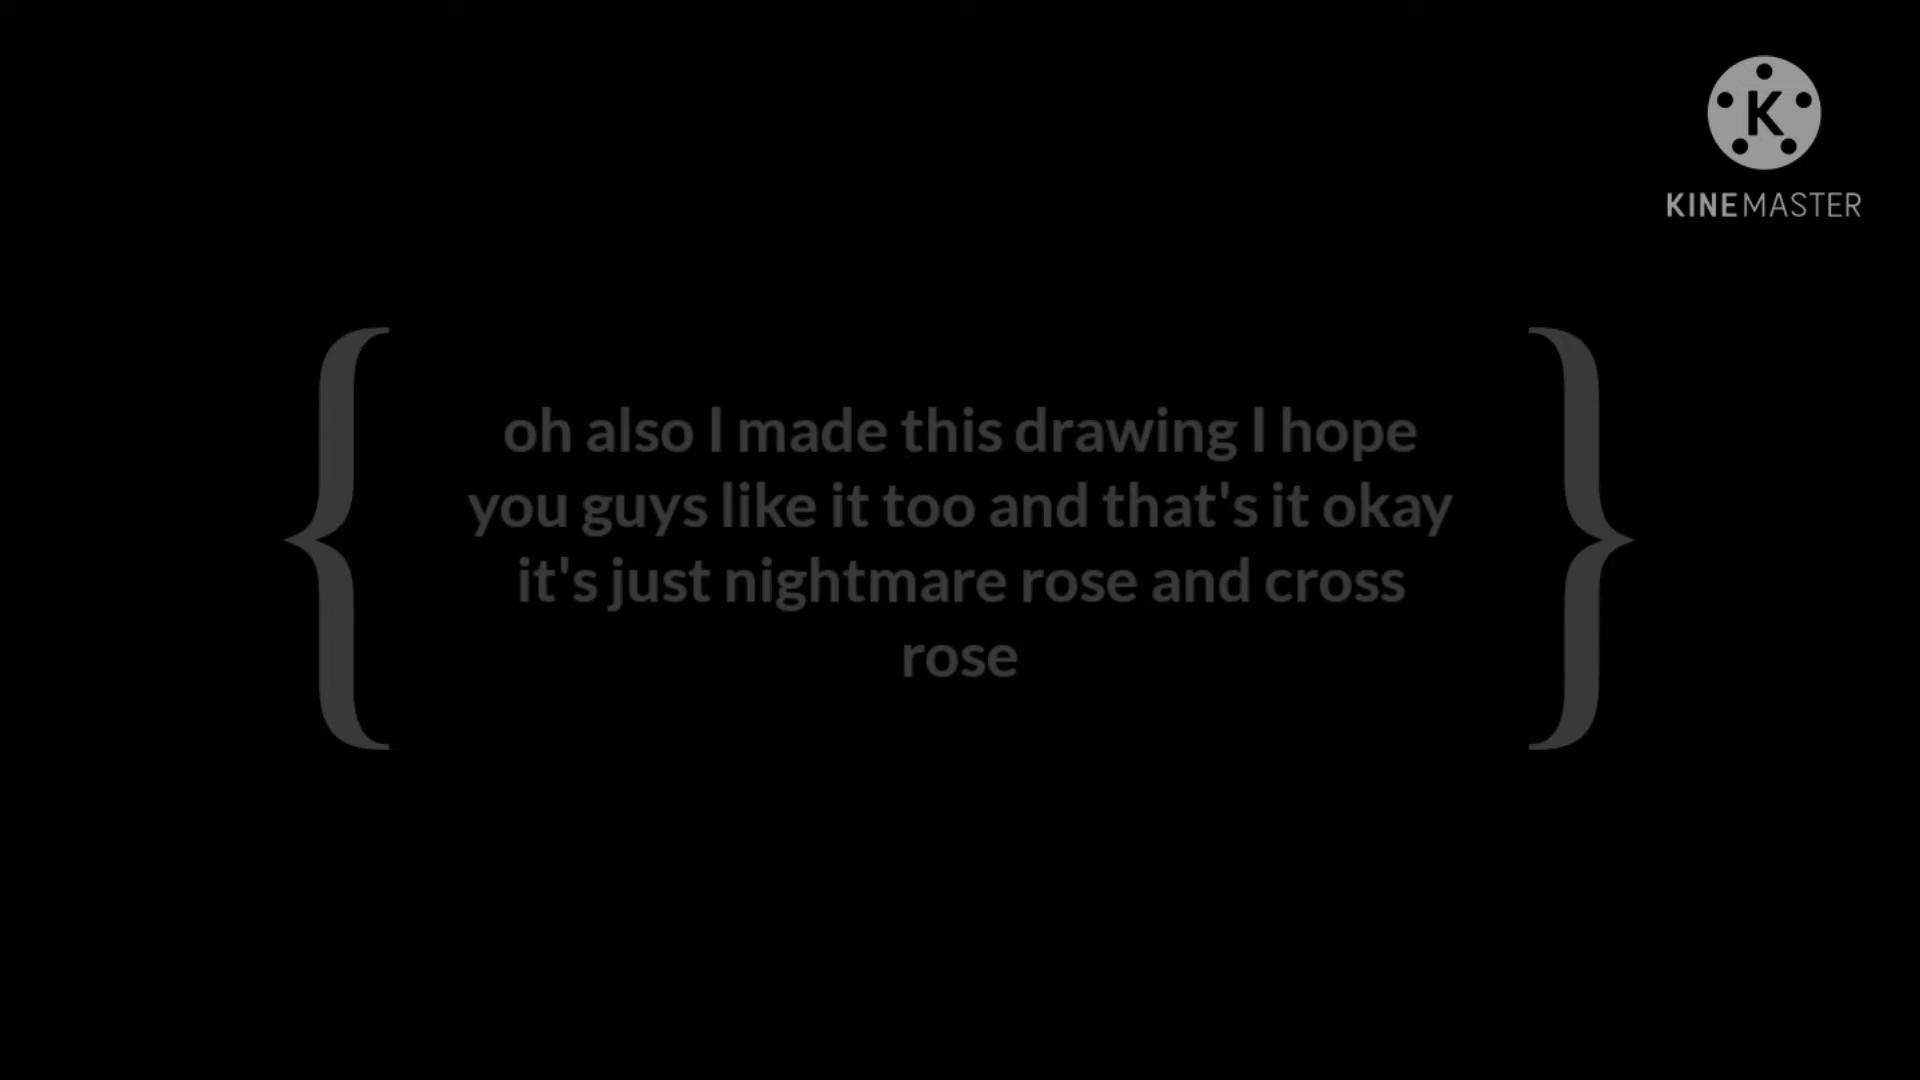 K
KINEMASTER
oh also I made this drawing I hope
you guys like it too and that's it okay
it's just nightmare rose and cross
rose